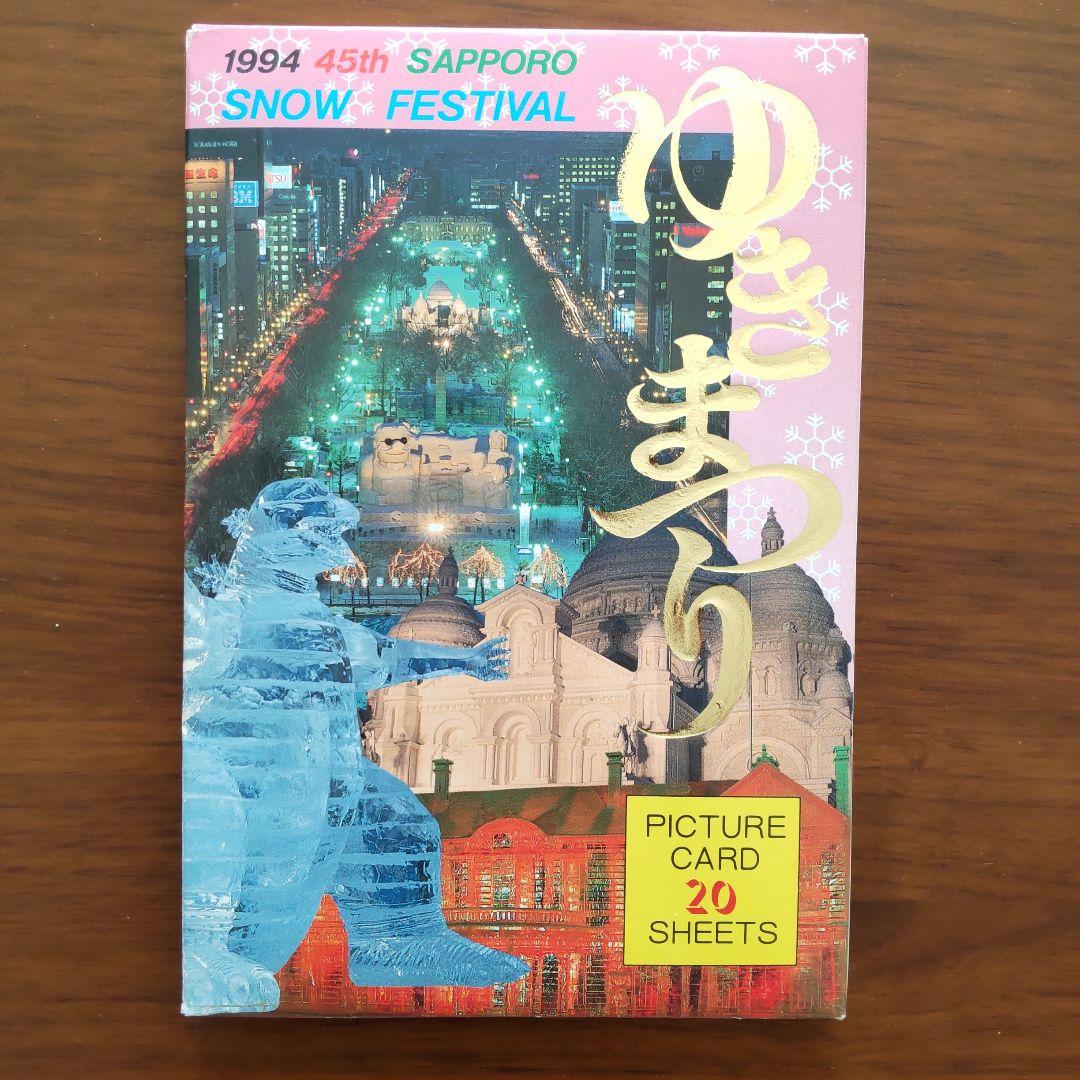 1994 45th SAPPORO
SNOW FESTIVAL
ゆきまつり
PICTURE
CARD
20
SHEETS